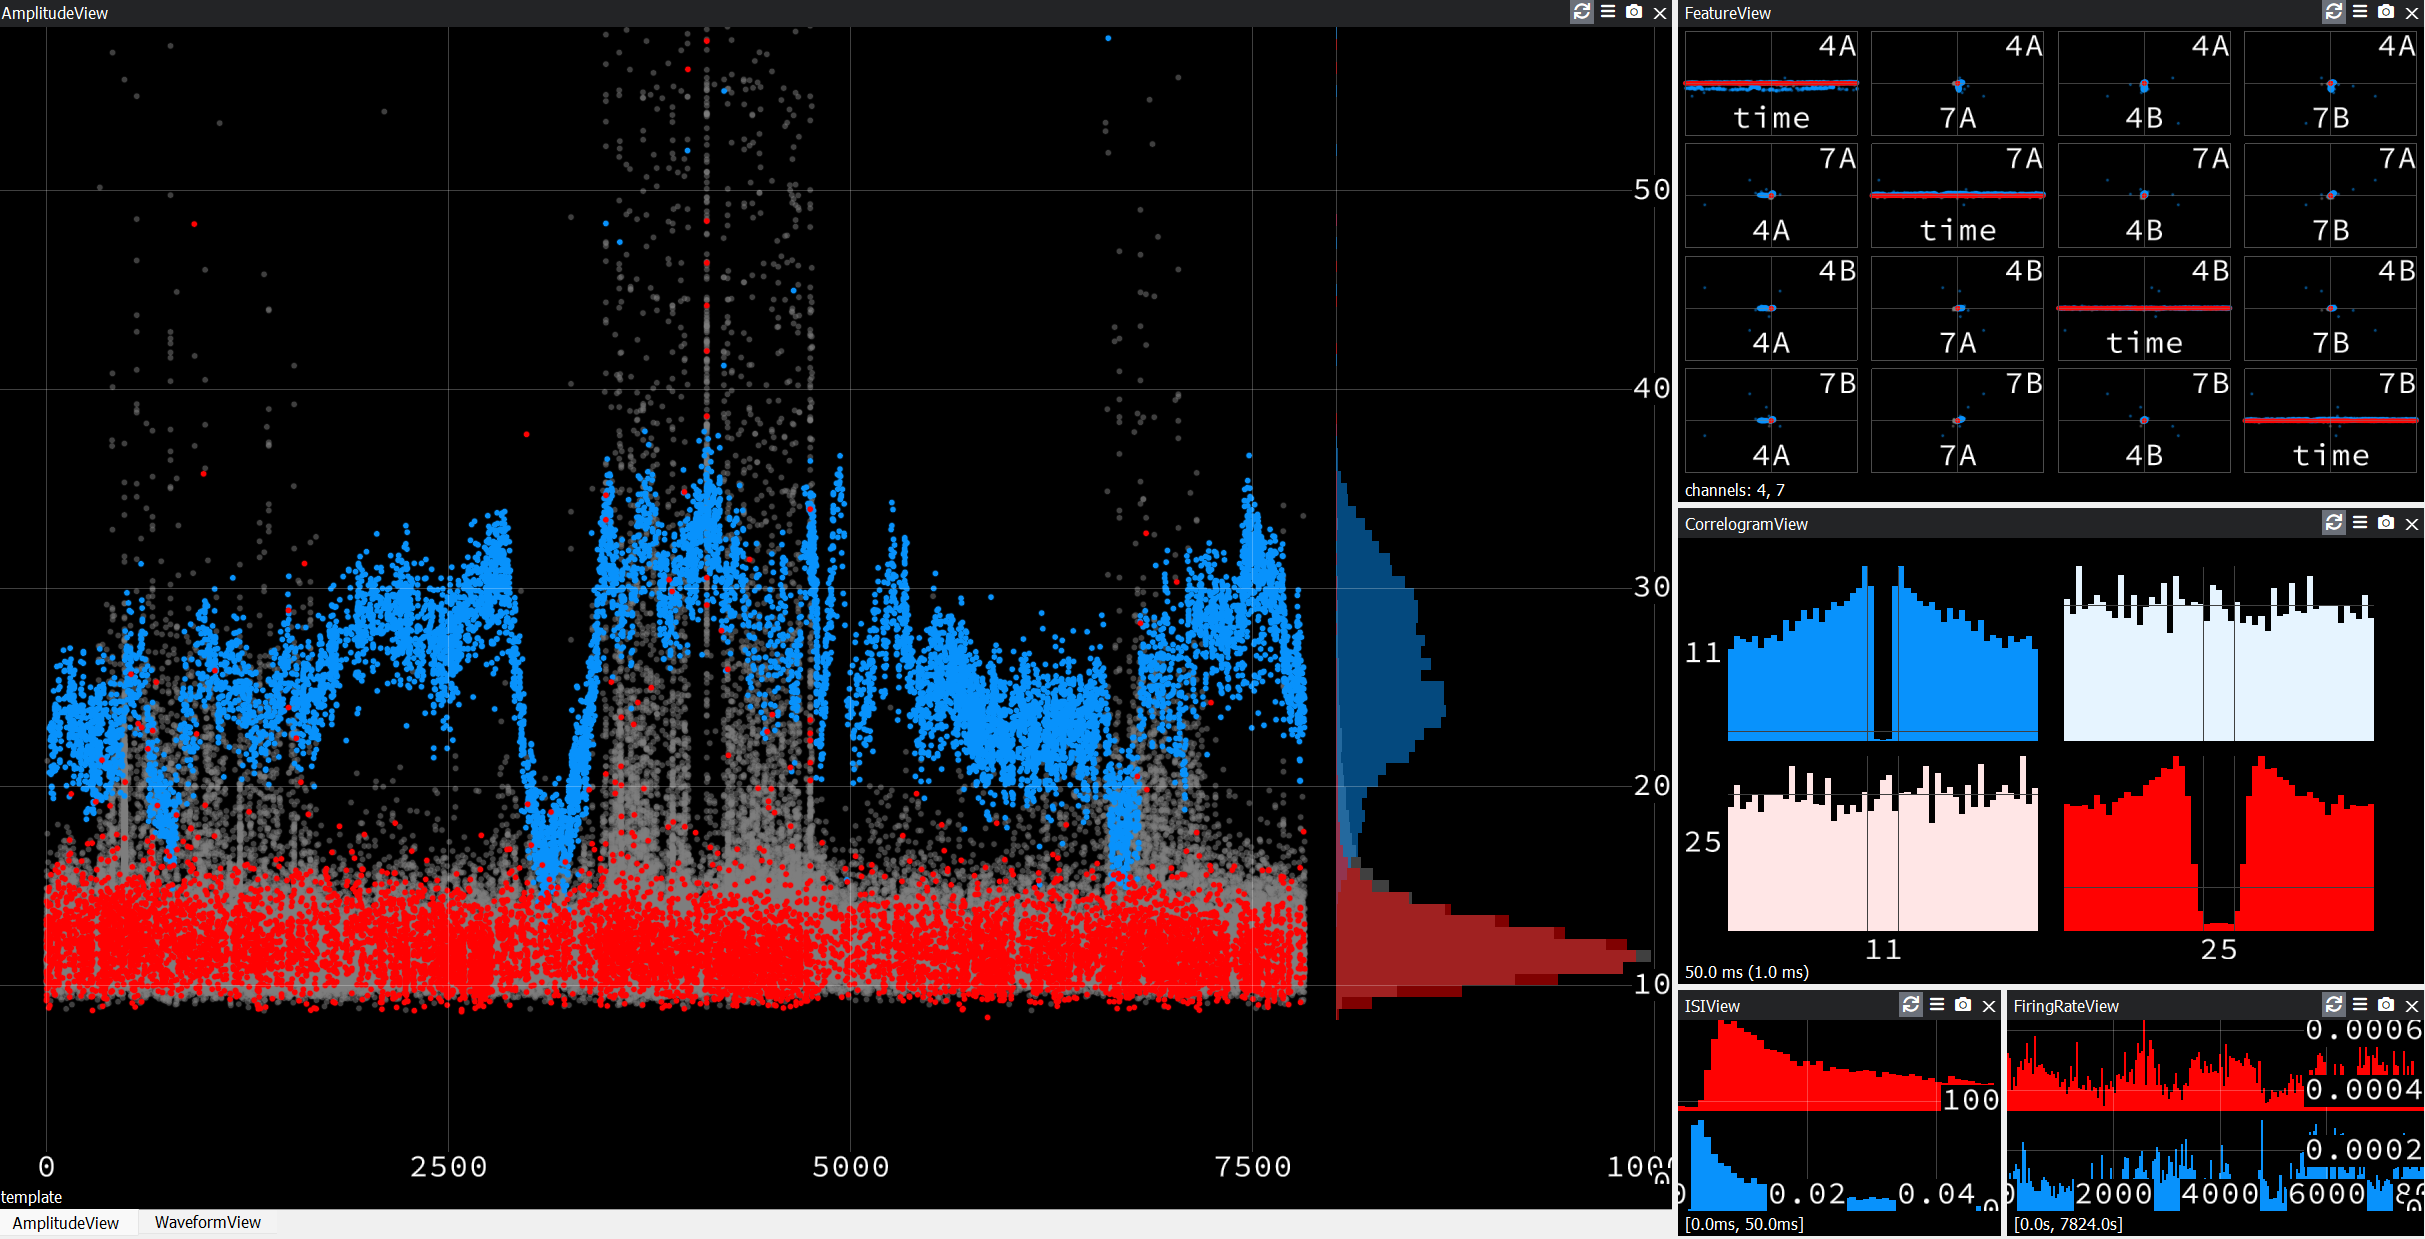 AmplitudeView
50
40
30
20
10
0 2500 5000 7500
template
AmplitudeView WaveformView
FeatureView
4A 4A 4A 4A
time 7A 4B 7B
7A 7A 7A 7A
4A time 4B 7B
4B 4B 4B 4B
4A 7A time 7B
7B 7B 7B 7B
4A 7A 4B time
channels: 4, 7
CorrelogramView
11
25
11 25
50.0 ms (1.0 ms)
ISIView
100
0 0.02 0.04
[0.0ms, 50.0ms]
FiringRateView
0.0006
0.0004
0.0002
0 2000 4000 6000
[0.0s, 7824.0s]